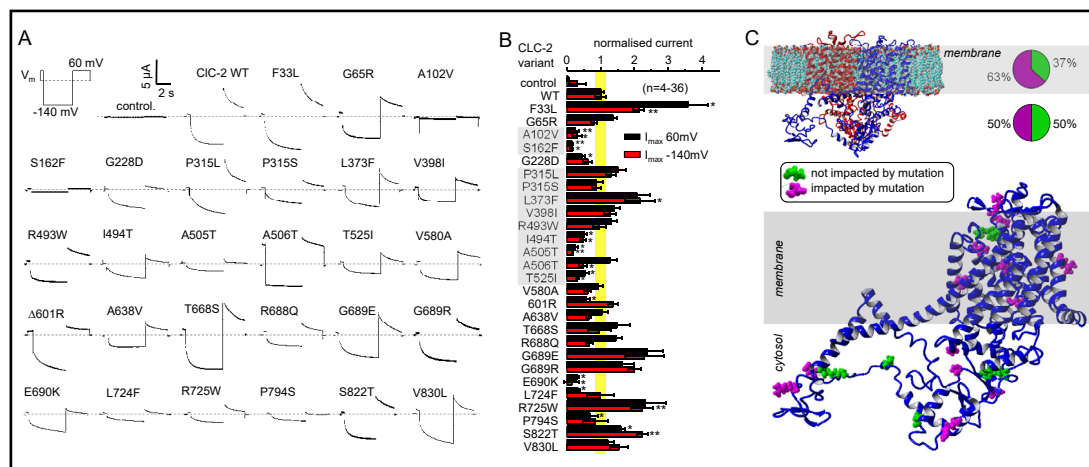 A
60 mV
Vm
-140 mV
5 µA
2 s
control.
ClC-2 WT
F33L
G65R
A102V
S162F
G228D
P315L
P315S
L373F
V398I
R493W
I494T
A505T
A506T
T525I
V580A
Δ601R
A638V
T668S
R688Q
G689E
G689R
E690K
L724F
R725W
P794S
S822T
V830L
B
CLC-2
variant
normalised current
0 1 2 3 4
(n=4-36)
control
WT
F33L
*
**
G65R
A102V
**
*
S162F
**
*
G228D
*
P315L
P315S
L373F
*
V398I
R493W
I494T
*
*
A505T
*
*
A506T
*
T525I
*
*
V580A
601R
*
A638V
T668S
R688Q
G689E
G689R
E690K
*
*
L724F
*
R725W
**
P794S
*
S822T
*
**
V830L
Imax 60mV
Imax -140mV
C
membrane
63%
37%
50%
50%
not impacted by mutation
impacted by mutation
membrane
cytosol